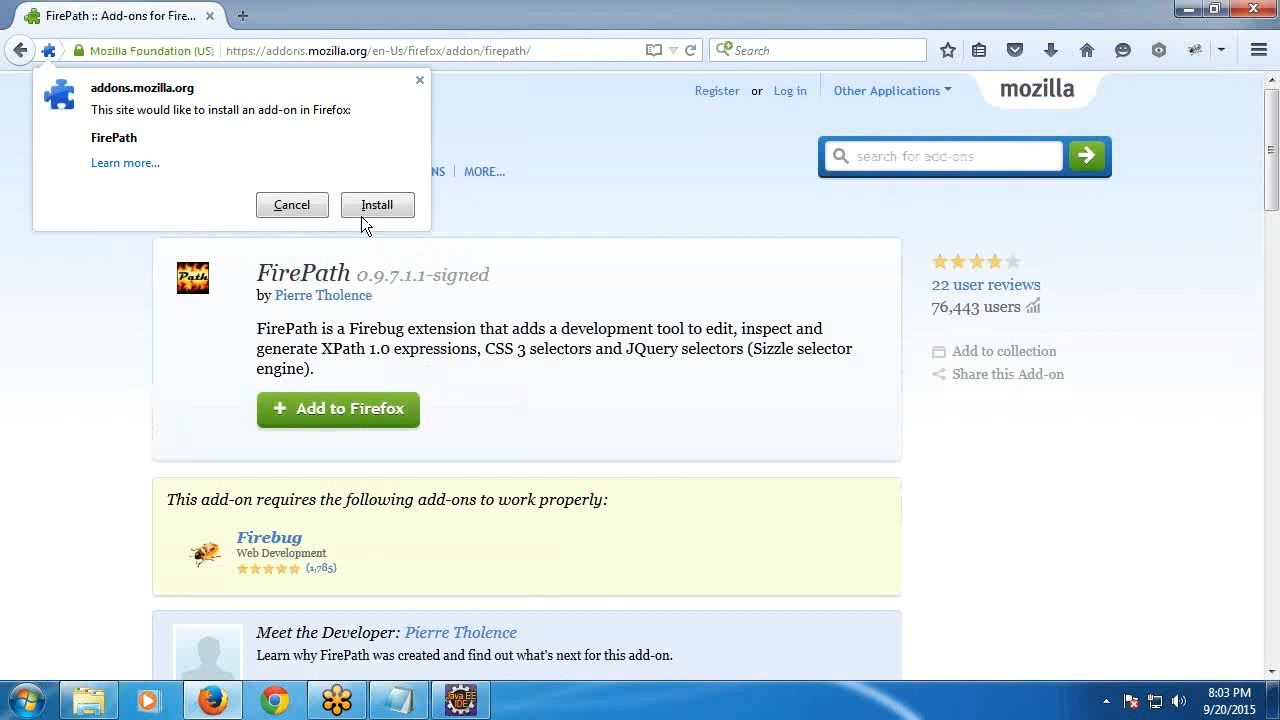 FirePath :: Add-ons for Fire...
Mozilla Foundation (US)
https://addons.mozilla.org/en-Us/firefox/addon/firepath/
Search
addons.mozilla.org
This site would like to install an add-on in Firefox:
FirePath
Learn more...
Cancel
Install
Register or Log in
Other Applications
mozilla
NS
MORE...
search for add-ons
Path
FirePath 0.9.7.1.1-signed
by Pierre Tholence
FirePath is a Firebug extension that adds a development tool to edit, inspect and
generate XPath 1.0 expressions, CSS 3 selectors and JQuery selectors (Sizzle selector
engine).
+ Add to Firefox
22 user reviews
76,443 users
Add to collection
Share this Add-on
This add-on requires the following add-ons to work properly:
Firebug
Web Development
(1,785)
Meet the Developer: Pierre Tholence
Learn why FirePath was created and find out what's next for this add-on.
Java EE
IDE
8:03 PM
9/20/2015